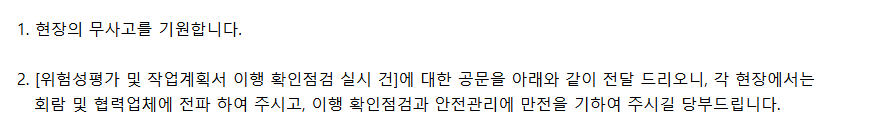 1. 현장의 무사고를 기원합니다.
2. [위험성평가 및 작업계획서 이행 확인점검 실시 건]에 대한 공문을 아래와 같이 전달 드리오니, 각 현장에서는
회람 및 협력업체에 전파 하여 주시고, 이행 확인점검과 안전관리에 만전을 기하여 주시길 당부드립니다.